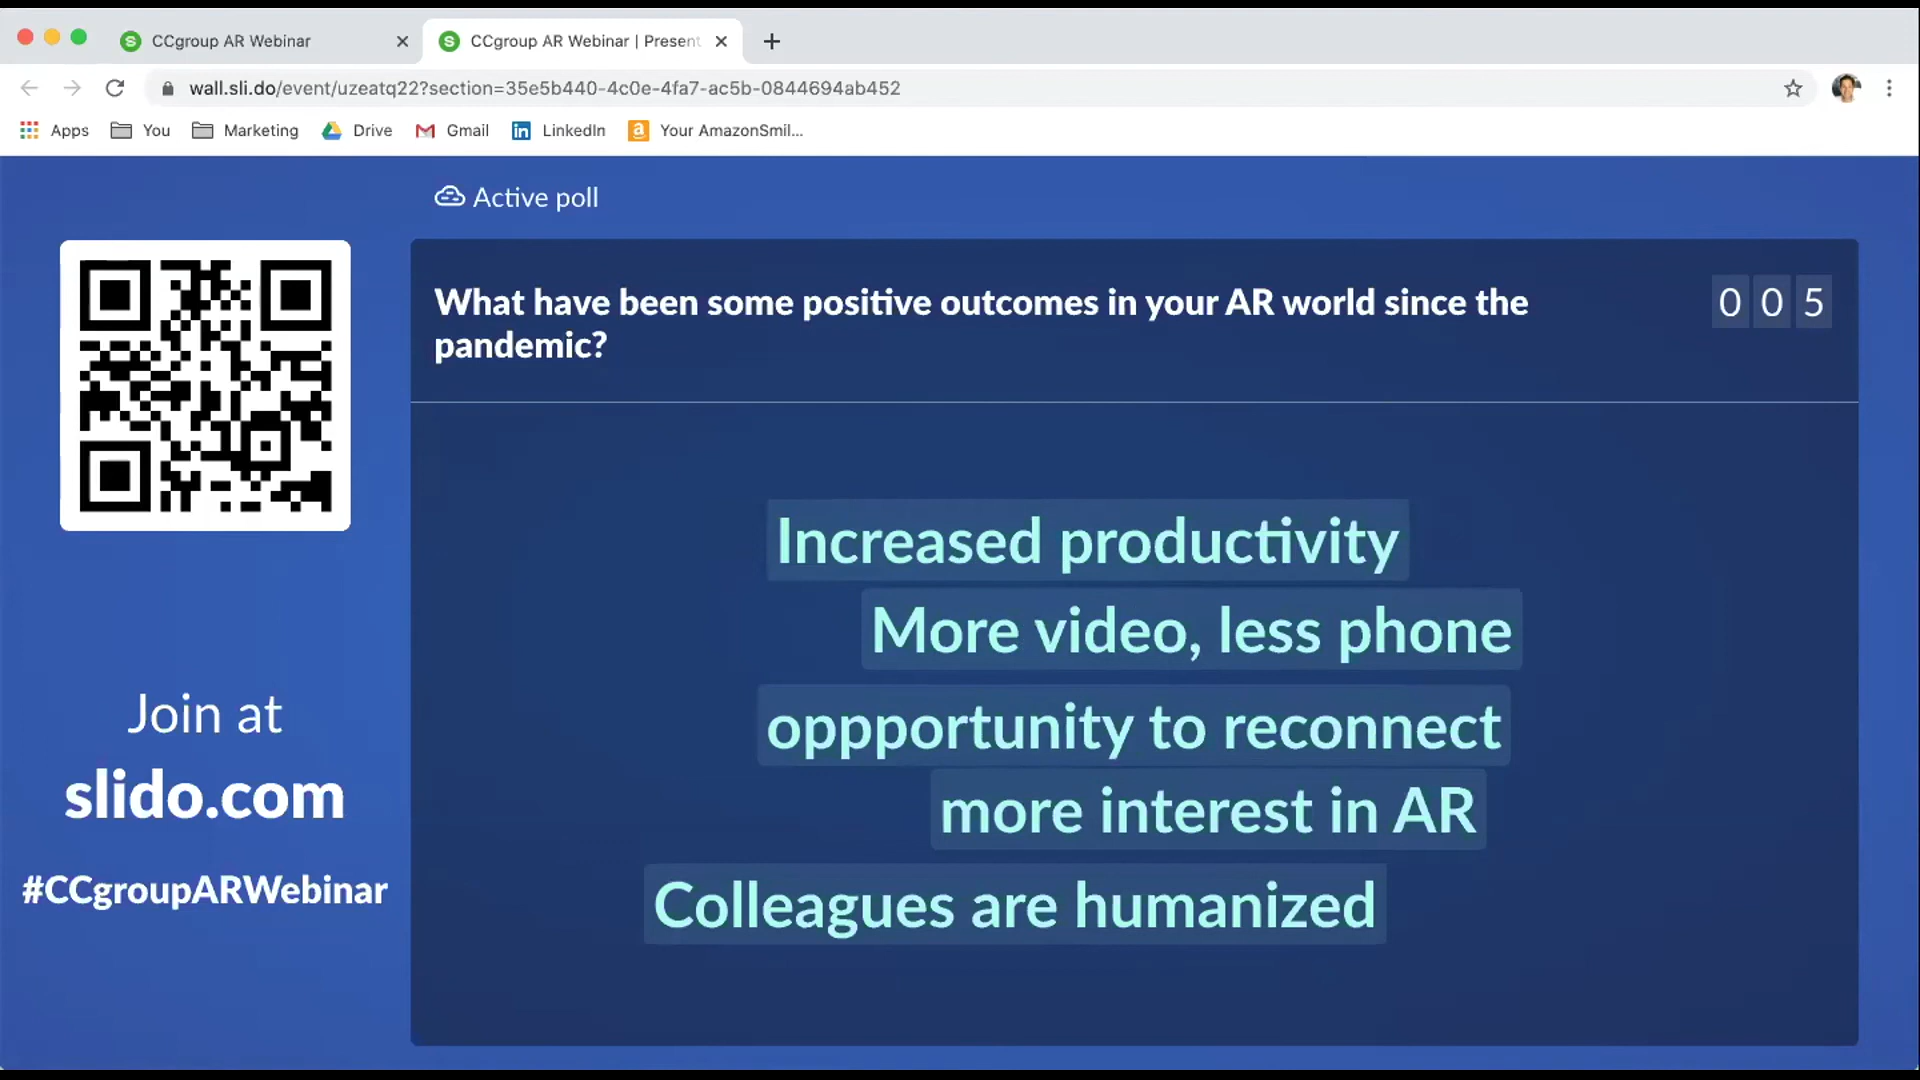 CCgroup AR Webinar
CCgroup AR Webinar | Present
wall.sli.do/event/uzeatq22?section=35e5b440-4c0e-4fa7-ac5b-0844694ab452
Apps You Marketing Drive Gmail LinkedIn Your AmazonSmil...
Active poll
What have been some positive outcomes in your AR world since the
pandemic?
0 0 5
Increased productivity
More video, less phone
oppportunity to reconnect
more interest in AR
Colleagues are humanized
Join at
slido.com
#CCgroupARWebinar